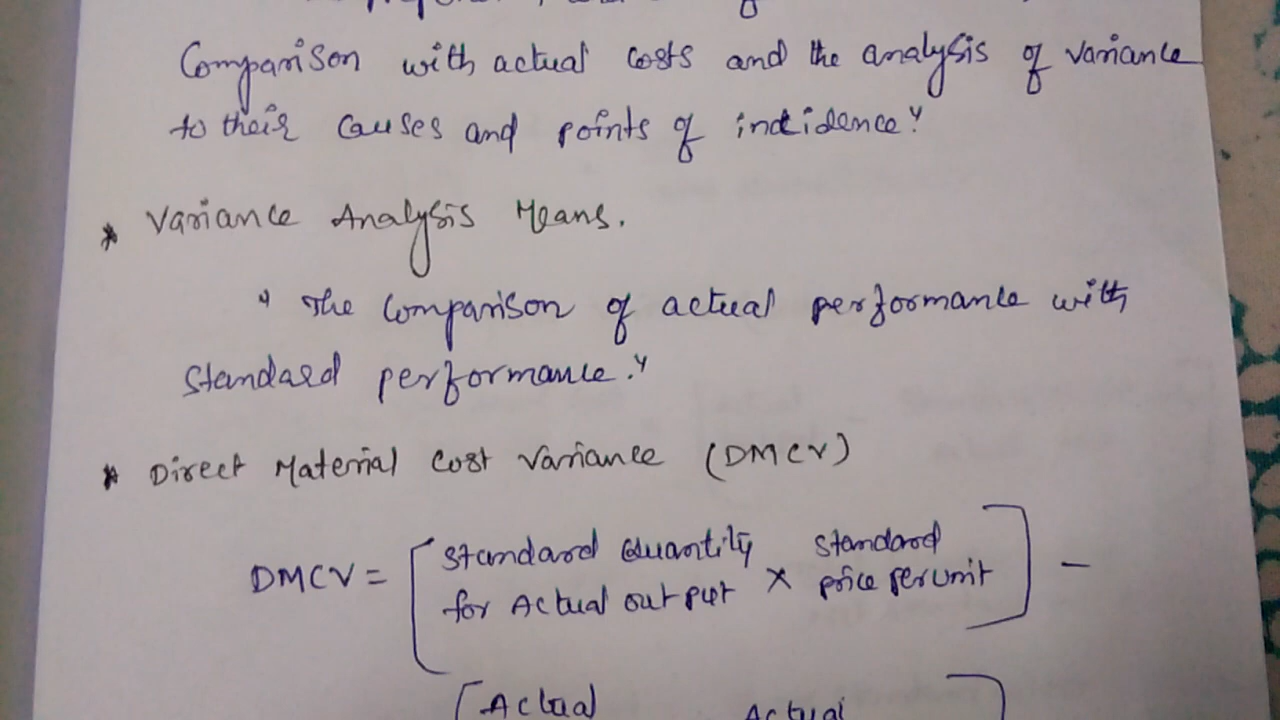 Comparison with actual costs and the analysis of variance
to their causes and points of incidence"
* Variance Analysis Means.
" The Comparison of actual performance with
standard performance."
* Direct Material Cost Variance (DMCV)
DMCV = [ Standard Quantity for Actual output × standard price per unit ] -
[ Actual Actual ]